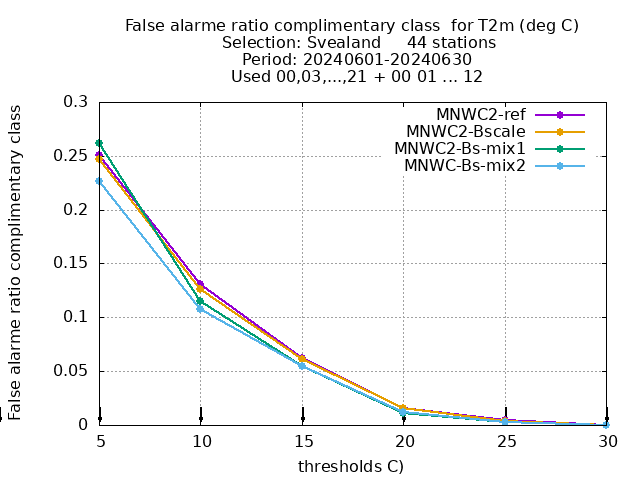 False alarme ratio complimentary class  for T2m (deg C)
Selection: Svealand     44 stations
Period: 20240601-20240630
Used 00,03,...,21 + 00 01 ... 12
False alarme ratio complimentary class
0.3
0.25
0.2
0.15
0.1
0.05
0
MNWC2-ref
MNWC2-Bscale
MNWC2-Bs-mix1
MNWC-Bs-mix2
5 10 15 20 25 30
thresholds C)